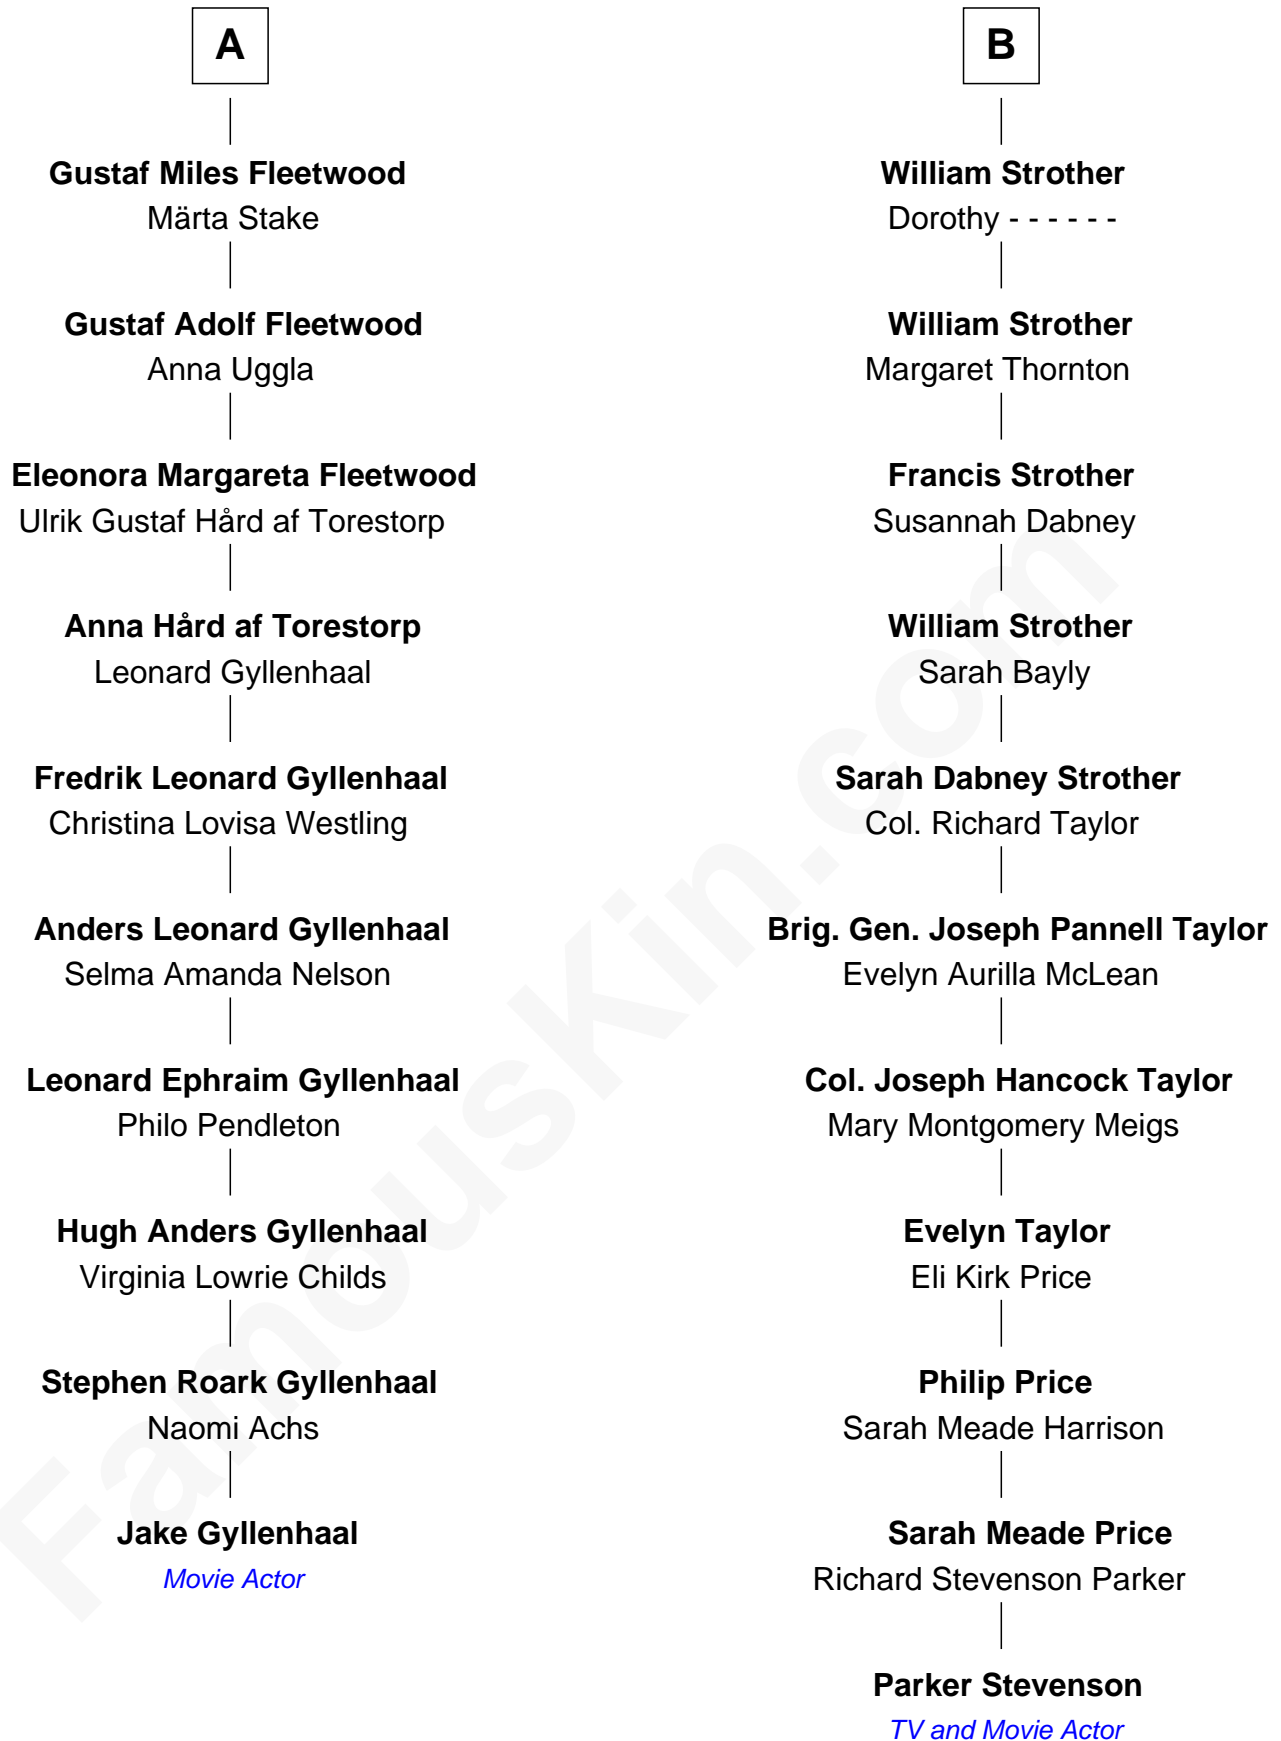 A
Gustaf Miles Fleetwood
Märta Stake
Gustaf Adolf Fleetwood
Anna Uggla
Eleonora Margareta Fleetwood
Ulrik Gustaf Hård af Torestorp
Anna Hård af Torestorp
Leonard Gyllenhaal
Fredrik Leonard Gyllenhaal
Christina Lovisa Westling
Anders Leonard Gyllenhaal
Selma Amanda Nelson
Leonard Ephraim Gyllenhaal
Philo Pendleton
Hugh Anders Gyllenhaal
Virginia Lowrie Childs
Stephen Roark Gyllenhaal
Naomi Achs
Jake Gyllenhaal
Movie Actor
B
William Strother
Dorothy - - - - - -
William Strother
Margaret Thornton
Francis Strother
Susannah Dabney
William Strother
Sarah Bayly
Sarah Dabney Strother
Col. Richard Taylor
Brig. Gen. Joseph Pannell Taylor
Evelyn Aurilla McLean
Col. Joseph Hancock Taylor
Mary Montgomery Meigs
Evelyn Taylor
Eli Kirk Price
Philip Price
Sarah Meade Harrison
Sarah Meade Price
Richard Stevenson Parker
Parker Stevenson
TV and Movie Actor
FamousKin.com